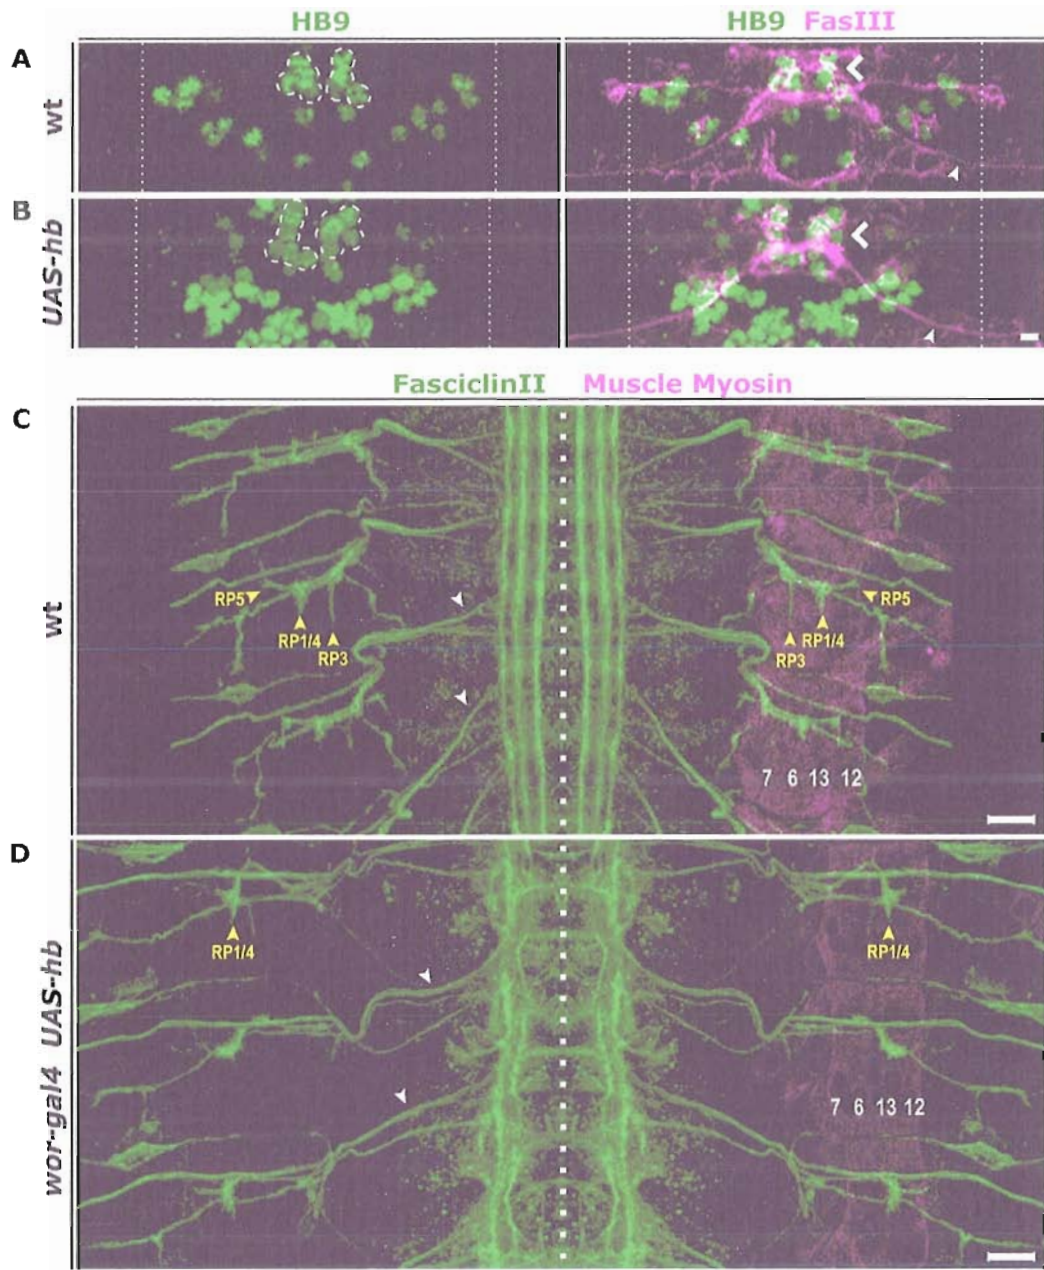 HB9 HB9 FasIII
A
wt
B
UAS-hb
FasciclinII Muscle Myosin
C
wt
RP5 RP5
RP1/4 RP1/4
RP3 RP3
7 6 13 12
D
wor-gal4 UAS-hb
RP1/4 RP1/4
7 6 13 12